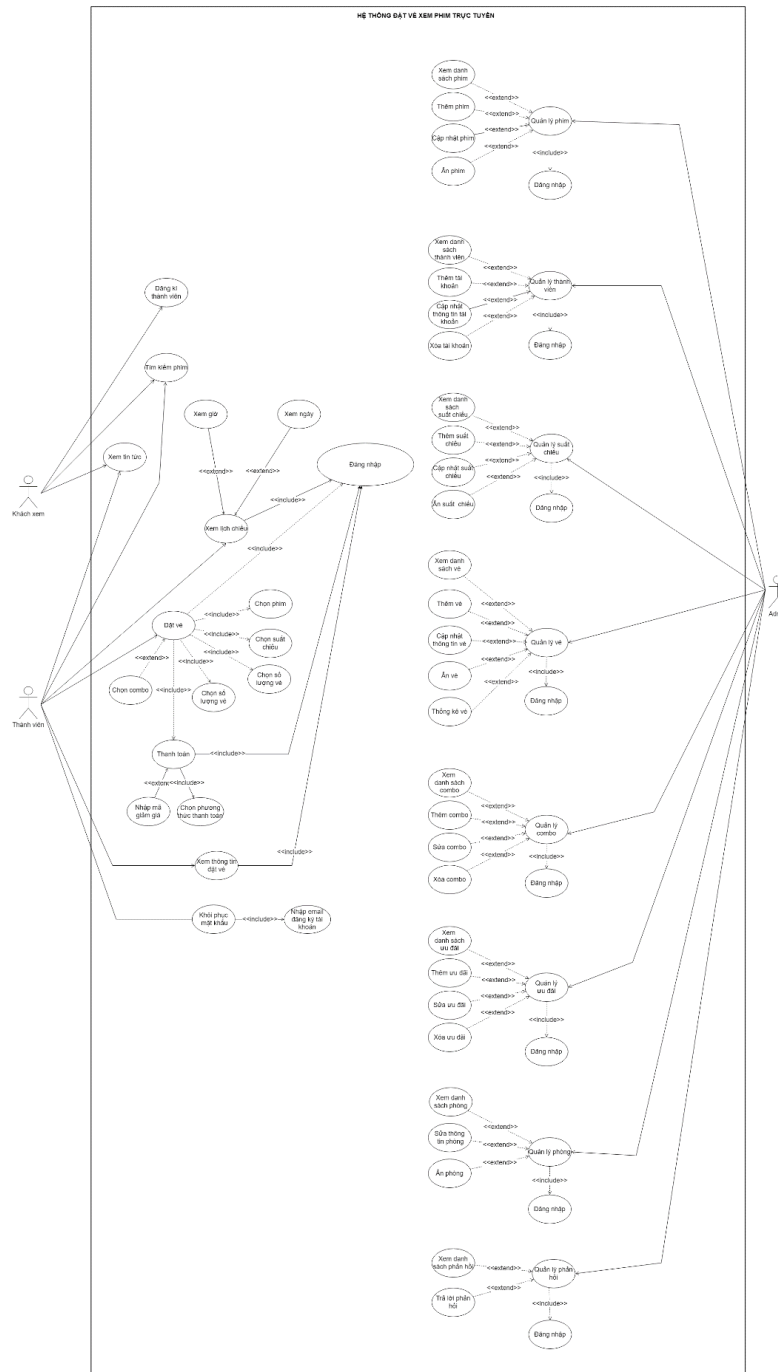 HỆ THỐNG ĐẶT VÉ XEM PHIM TRỰC TUYẾN
Xem danh
sách phim
<<extend>>
Thêm phim
<<extend>>
Quản lý phim
Cập nhật phim
<<extend>>
<<extend>>
<<include>>
Ẩn phim
Đăng nhập
Xem danh
sách
thành viên
<<extend>>
Thêm tài
khoản
<<extend>>
Quản lý thành
viên
Cập nhật
thông tin tài
khoản
<<extend>>
<<extend>>
<<include>>
Xóa tài khoản
Đăng nhập
Đăng kí
thành viên
Tìm kiếm phim
Xem tin tức
Khách xem
Xem giờ
Xem ngày
<<extend>>
<<extend>>
Đăng nhập
<<include>>
Xem lịch chiếu
<<include>>
Xem danh
sách
suất chiếu
<<extend>>
Thêm suất
chiếu
<<extend>>
Quản lý suất
chiếu
Cập nhật suất
chiếu
<<extend>>
<<extend>>
<<include>>
Ẩn suất chiếu
Đăng nhập
Đặt vé
<<include>>
Chọn phim
<<include>>
Chọn suất
chiếu
<<include>>
Chọn số
lượng vé
<<extend>>
Chọn combo
<<include>>
<<include>>
Chọn số
lượng vé
Thành viên
Thanh toán
<<include>>
<<extend>>
<<include>>
Nhập mã
giảm giá
Chọn phương
thức thanh toán
<<include>>
Xem thông tin
đặt vé
Khôi phục
mật khẩu
<<include>>
Nhập email
đăng ký tài
khoản
Xem danh
sách vé
<<extend>>
Thêm vé
<<extend>>
Cập nhật
thông tin vé
<<extend>>
Quản lý vé
Ẩn vé
<<extend>>
<<extend>>
<<include>>
Thống kê vé
Đăng nhập
Xem
danh sách
combo
<<extend>>
Thêm combo
<<extend>>
Quản lý
combo
Sửa combo
<<extend>>
<<extend>>
<<include>>
Xóa combo
Đăng nhập
Xem
danh sách
ưu đãi
<<extend>>
Thêm ưu đãi
<<extend>>
Quản lý
ưu đãi
Sửa ưu đãi
<<extend>>
<<extend>>
<<include>>
Xóa ưu đãi
Đăng nhập
Xem danh
sách phòng
<<extend>>
Sửa thông
tin phòng
<<extend>>
Quản lý phòng
Ẩn phòng
<<extend>>
<<include>>
Đăng nhập
Xem danh
sách phản hồi
<<extend>>
Quản lý phản
hồi
Trả lời phản
hồi
<<extend>>
<<include>>
Đăng nhập